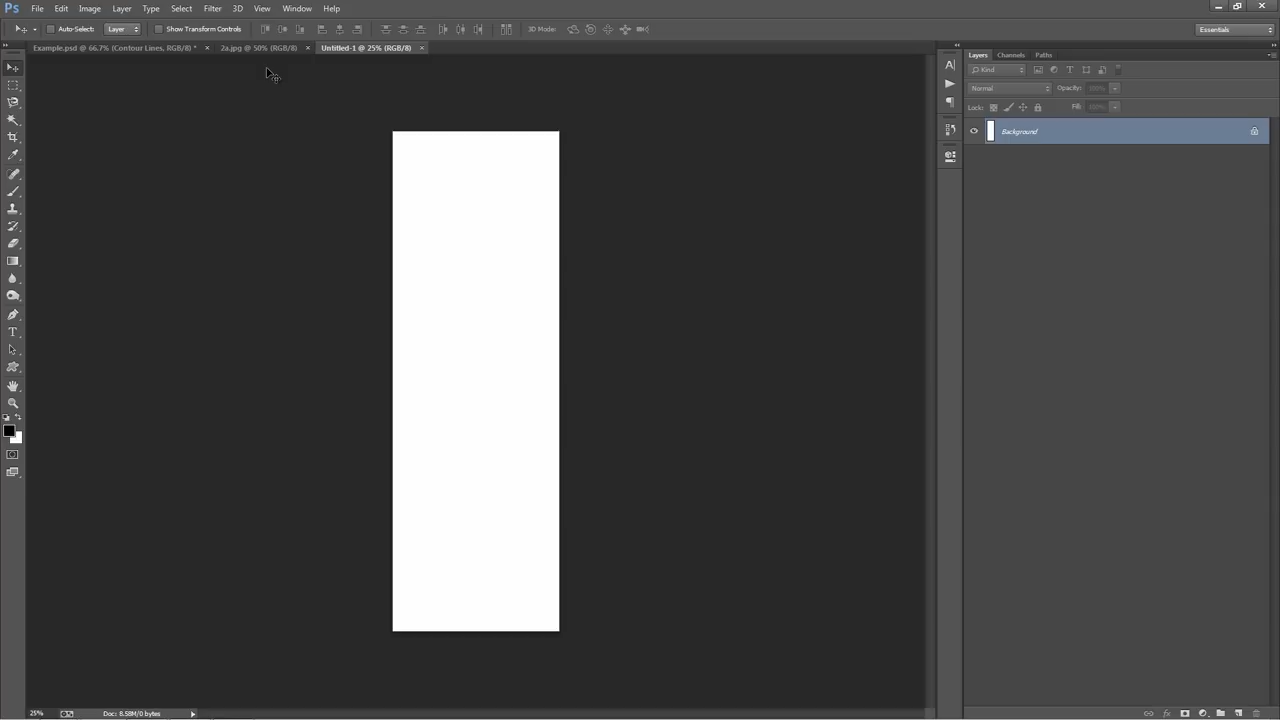 Ps File Edit Image Layer Type Select Filter 3D View Window Help
Auto-Select: Layer Show Transform Controls 3D Mode: Essentials
Example.psd @ 66.7% (Contour Lines, RGB/8) * × 2a.jpg @ 50% (RGB/8) × Untitled-1 @ 25% (RGB/8) ×
Layers Channels Paths
Kind
Normal Opacity: 100%
Lock: Fill: 100%
Background
25% Doc: 8.58M/0 bytes